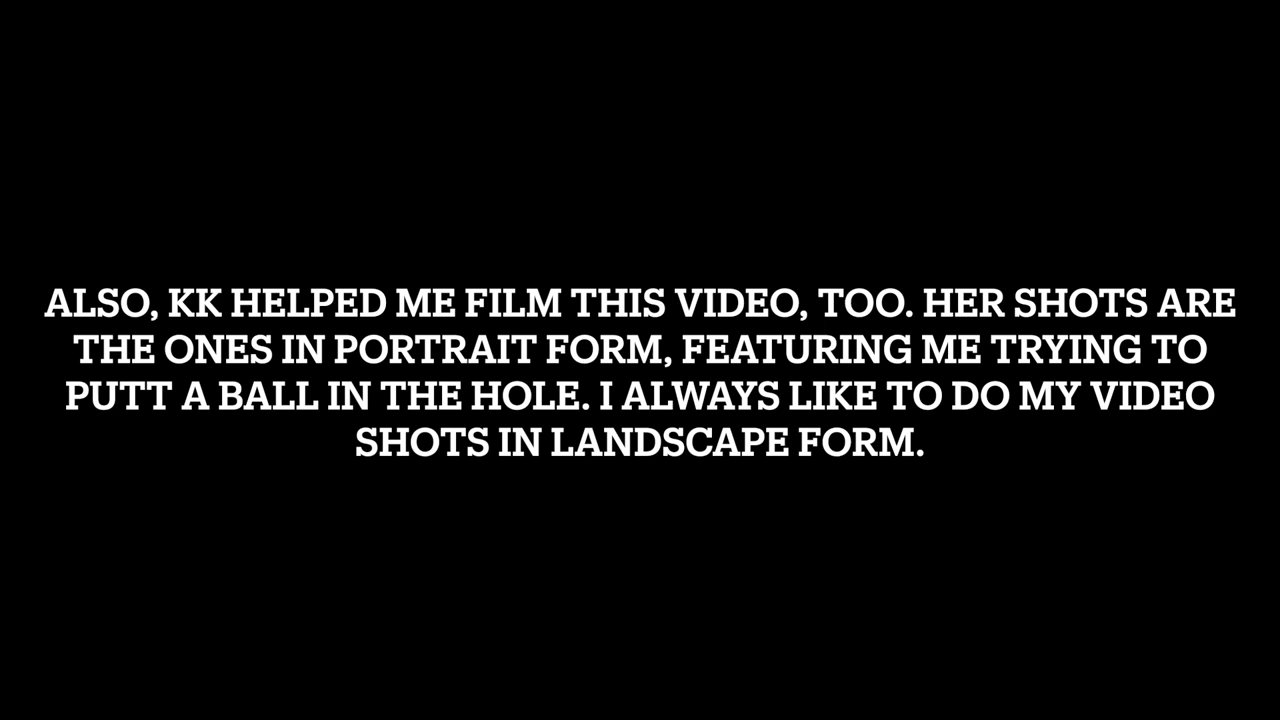 ALSO, KK HELPED ME FILM THIS VIDEO, TOO. HER SHOTS ARE
THE ONES IN PORTRAIT FORM, FEATURING ME TRYING TO
PUTT A BALL IN THE HOLE. I ALWAYS LIKE TO DO MY VIDEO
SHOTS IN LANDSCAPE FORM.